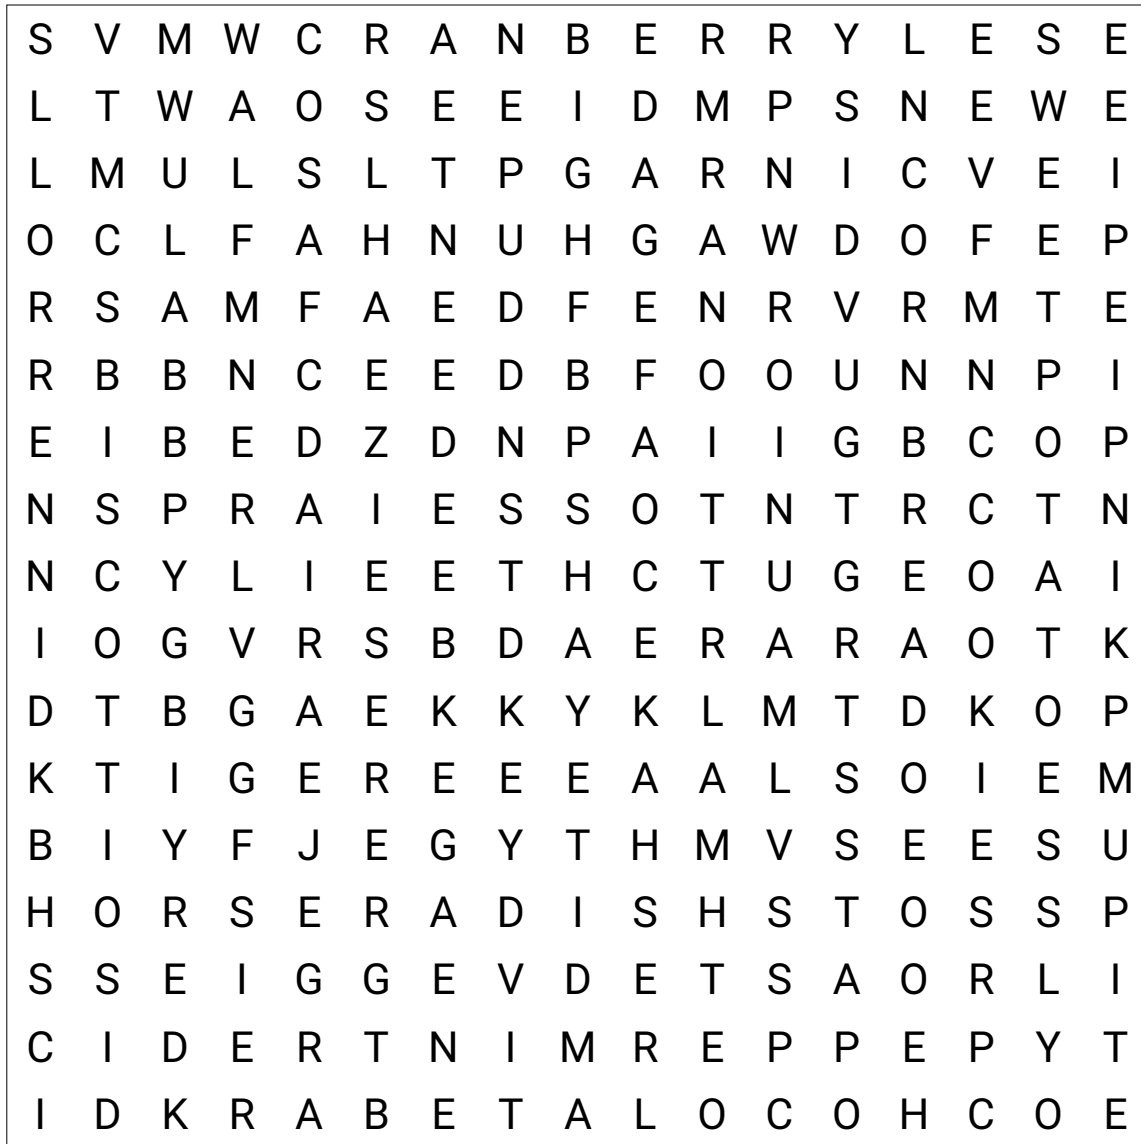 S V M W C R A N B E R R Y L E S E
L T W A O S E E I D M P S N E W E
L M U L S L T P G A R N I C V E I
O C L F A H N U H G A W D O F E P
R S A M F A E D F E N R V R M T E
R B B N C E E D B F O O U N N P I
E I B E D Z D N P A I I G B C O P
N S P R A I E S S O T N T R C T N
N C Y L I E E T H C T U G E O A I
I O G V R S B D A E R A R A O T K
D T B G A E K K Y K L M T D K O P
K T I G E R E E E A A L S O I E M
B I Y F J E G Y T H M V S E E S U
H O R S E R A D I S H S T O S S P
S S E I G G E V D E T S A O R L I
C I D E R T N I M R E P P E P Y T
I D K R A B E T A L O C O H C O E